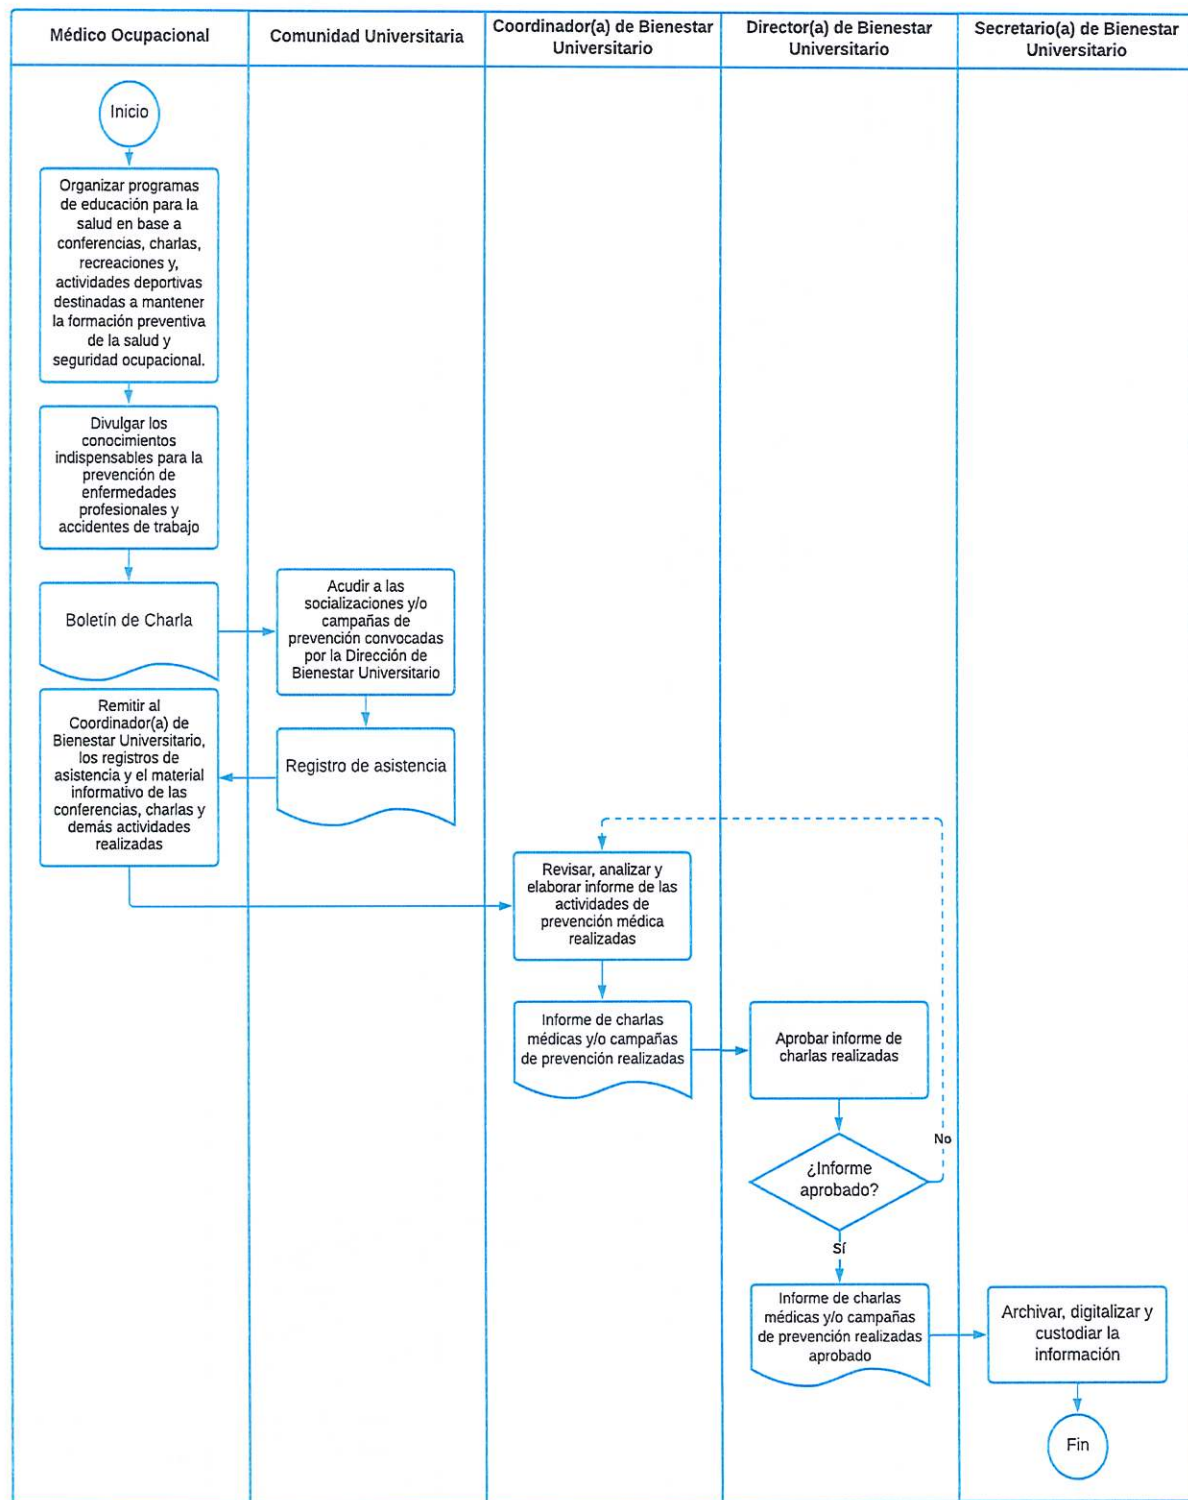 Médico Ocupacional
Comunidad Universitaria
Coordinador(a) de Bienestar
Universitario
Director(a) de Bienestar
Universitario
Secretario(a) de Bienestar
Universitario
Inicio
Organizar programas
de educación para la
salud en base a
conferencias, charlas,
recreaciones y,
actividades deportivas
destinadas a mantener
la formación preventiva
de la salud y
seguridad ocupacional.
Divulgar los
conocimientos
indispensables para la
prevención de
enfermedades
profesionales y
accidentes de trabajo
Boletín de Charla
Acudir a las
socializaciones y/o
campañas de
prevención convocadas
por la Dirección de
Bienestar Universitario
Registro de asistencia
Remitir al
Coordinador(a) de
Bienestar Universitario,
los registros de
asistencia y el material
informativo de las
conferencias, charlas y
demás actividades
realizadas
Revisar, analizar y
elaborar informe de las
actividades de
prevención médica
realizadas
Informe de charlas
médicas y/o campañas
de prevención realizadas
Aprobar informe de
charlas realizadas
¿Informe
aprobado?
No
Sí
Informe de charlas
médicas y/o campañas
de prevención realizadas
aprobado
Archivar, digitalizar y
custodiar la
información
Fin